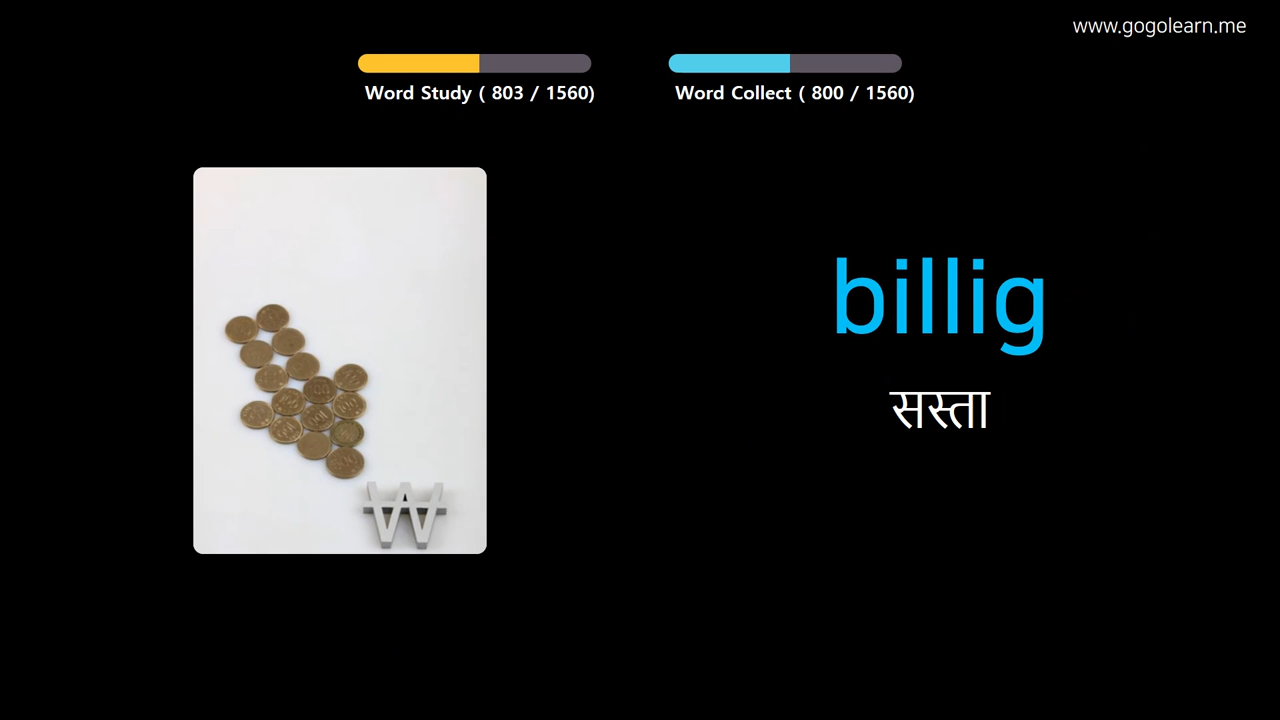 www.gogolearn.me
Word Study ( 803 / 1560)
Word Collect ( 800 / 1560)
billig
सस्ता
₩